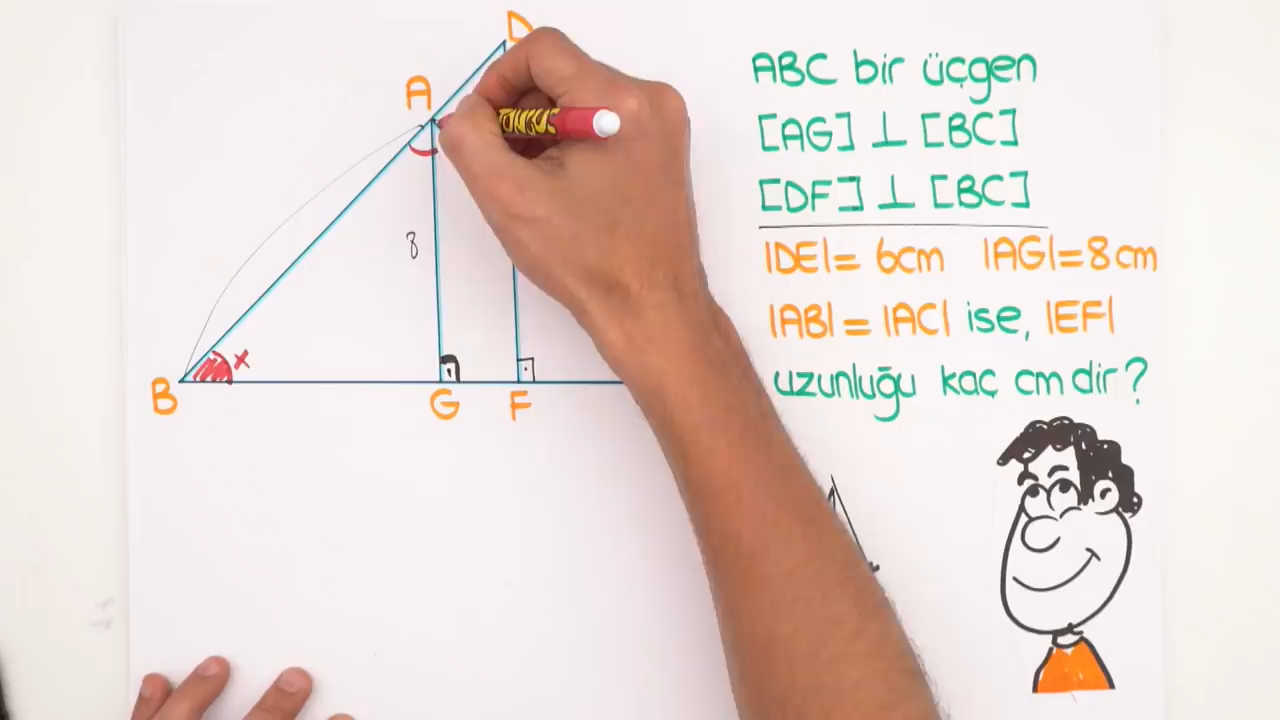 D
A
ABC bir üçgen
[AG] ⊥ [BC]
[DF] ⊥ [BC]
|DE|= 6cm |AG|=8cm
|AB| = |AC| ise, |EF|
uzunluğu kaç cm dir?
8
x
B
G
F